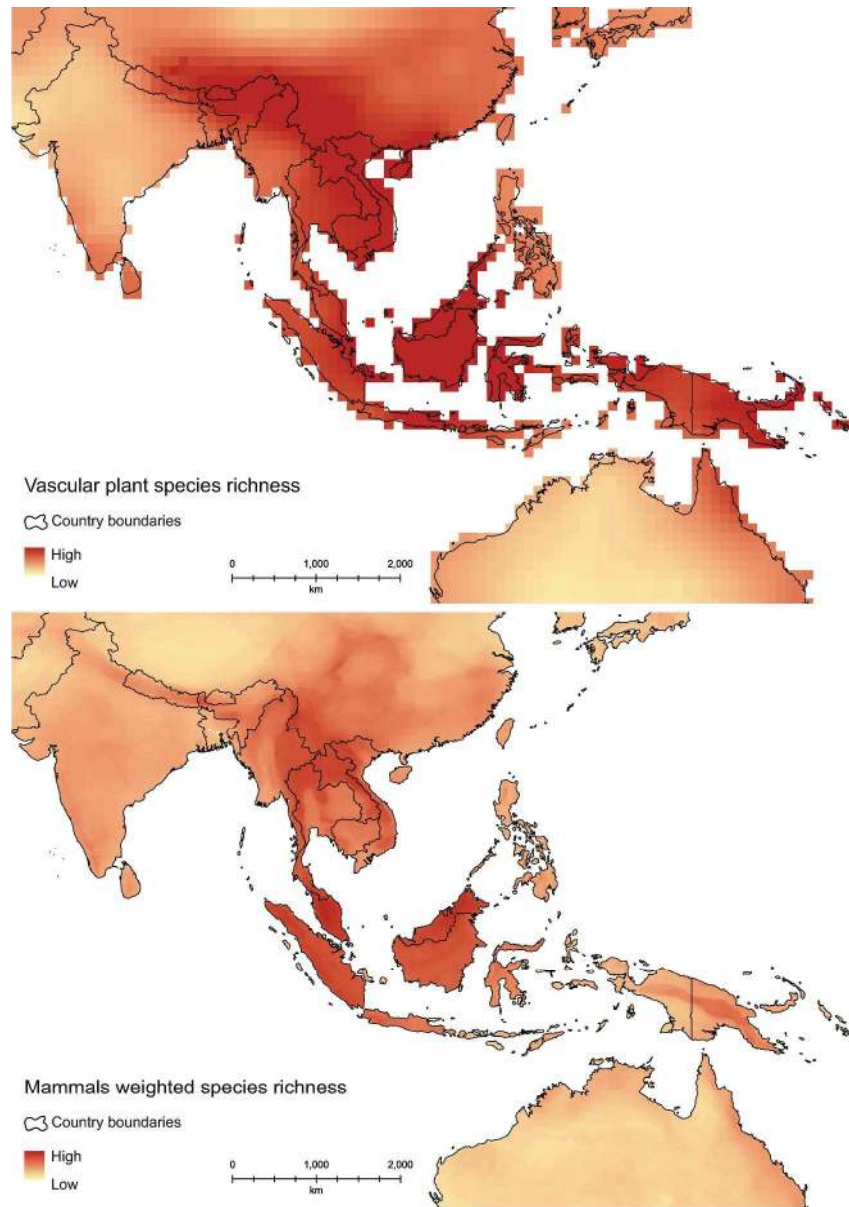 Vascular plant species richness
Country boundaries
High
Low
0 1,000 2,000
km
Mammals weighted species richness
Country boundaries
High
Low
0 1,000 2,000
km